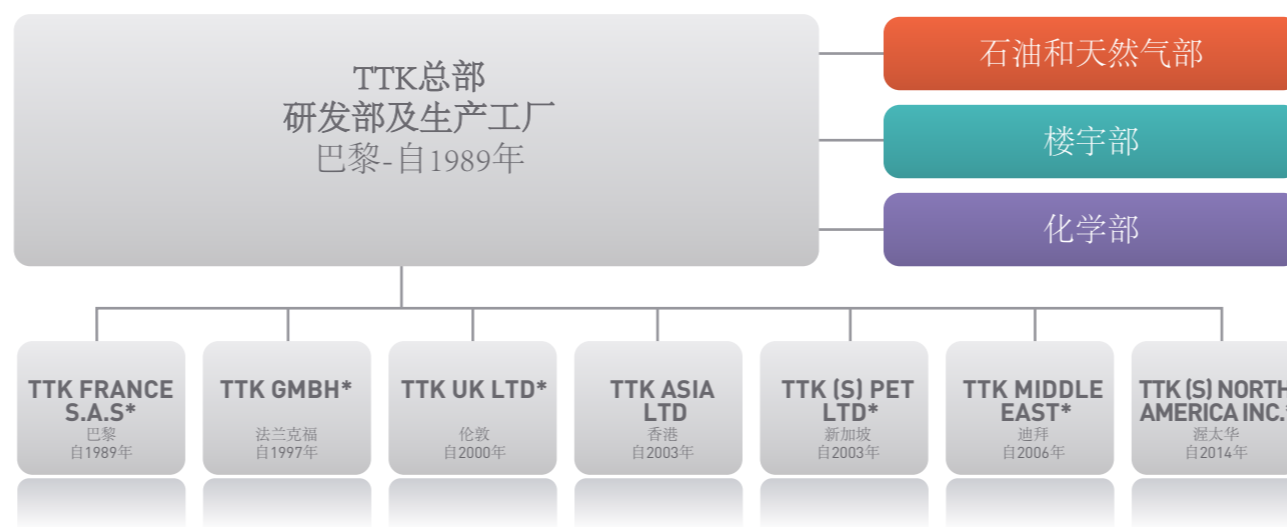 TTK总部
研发部及生产工厂
巴黎-自1989年
石油和天然气部
楼宇部
化学部
TTK FRANCE
S.A.S*
巴黎
自1989年
TTK GMBH*
法兰克福
自1997年
TTK UK LTD*
伦敦
自2000年
TTK ASIA
LTD
香港
自2003年
TTK (S) PET
LTD*
新加坡
自2003年
TTK MIDDLE
EAST*
迪拜
自2006年
TTK (S) NORTH
AMERICA INC.*
渥太华
自2014年